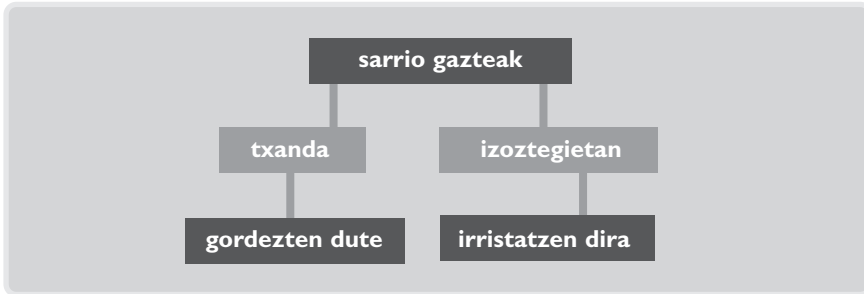 sarrio gazteak
txanda
izoztegietan
gordezten dute
irristatzen dira